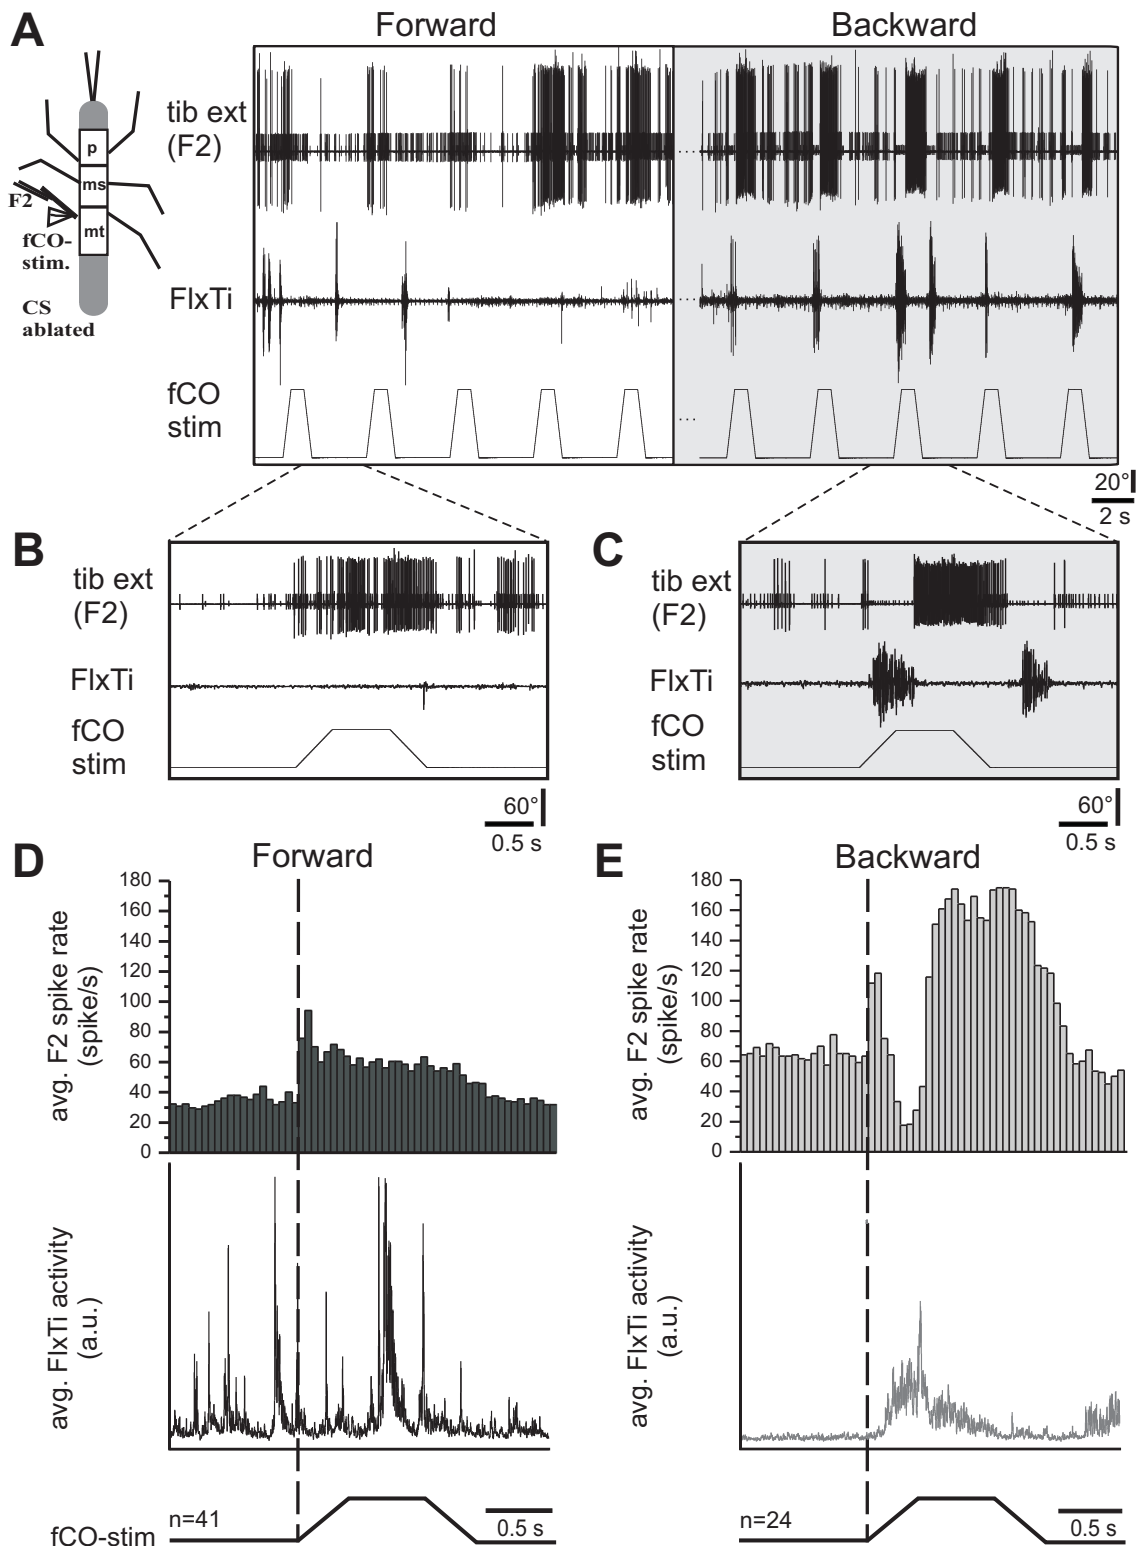 A
Forward
Backward
p
ms
mt
F2
fCO-
stim.
CS
ablated
tib ext
(F2)
FlxTi
fCO
stim
...
...
...
20°
2 s
B
tib ext
(F2)
FlxTi
fCO
stim
60°
0.5 s
C
tib ext
(F2)
FlxTi
fCO
stim
60°
0.5 s
D
Forward
avg. F2 spike rate
(spike/s)
180
160
140
120
100
80
60
40
20
0
avg. FlxTi activity
(a.u.)
n=41
fCO-stim
0.5 s
E
Backward
avg. F2 spike rate
(spike/s)
180
160
140
120
100
80
60
40
20
0
avg. FlxTi activity
(a.u.)
n=24
0.5 s